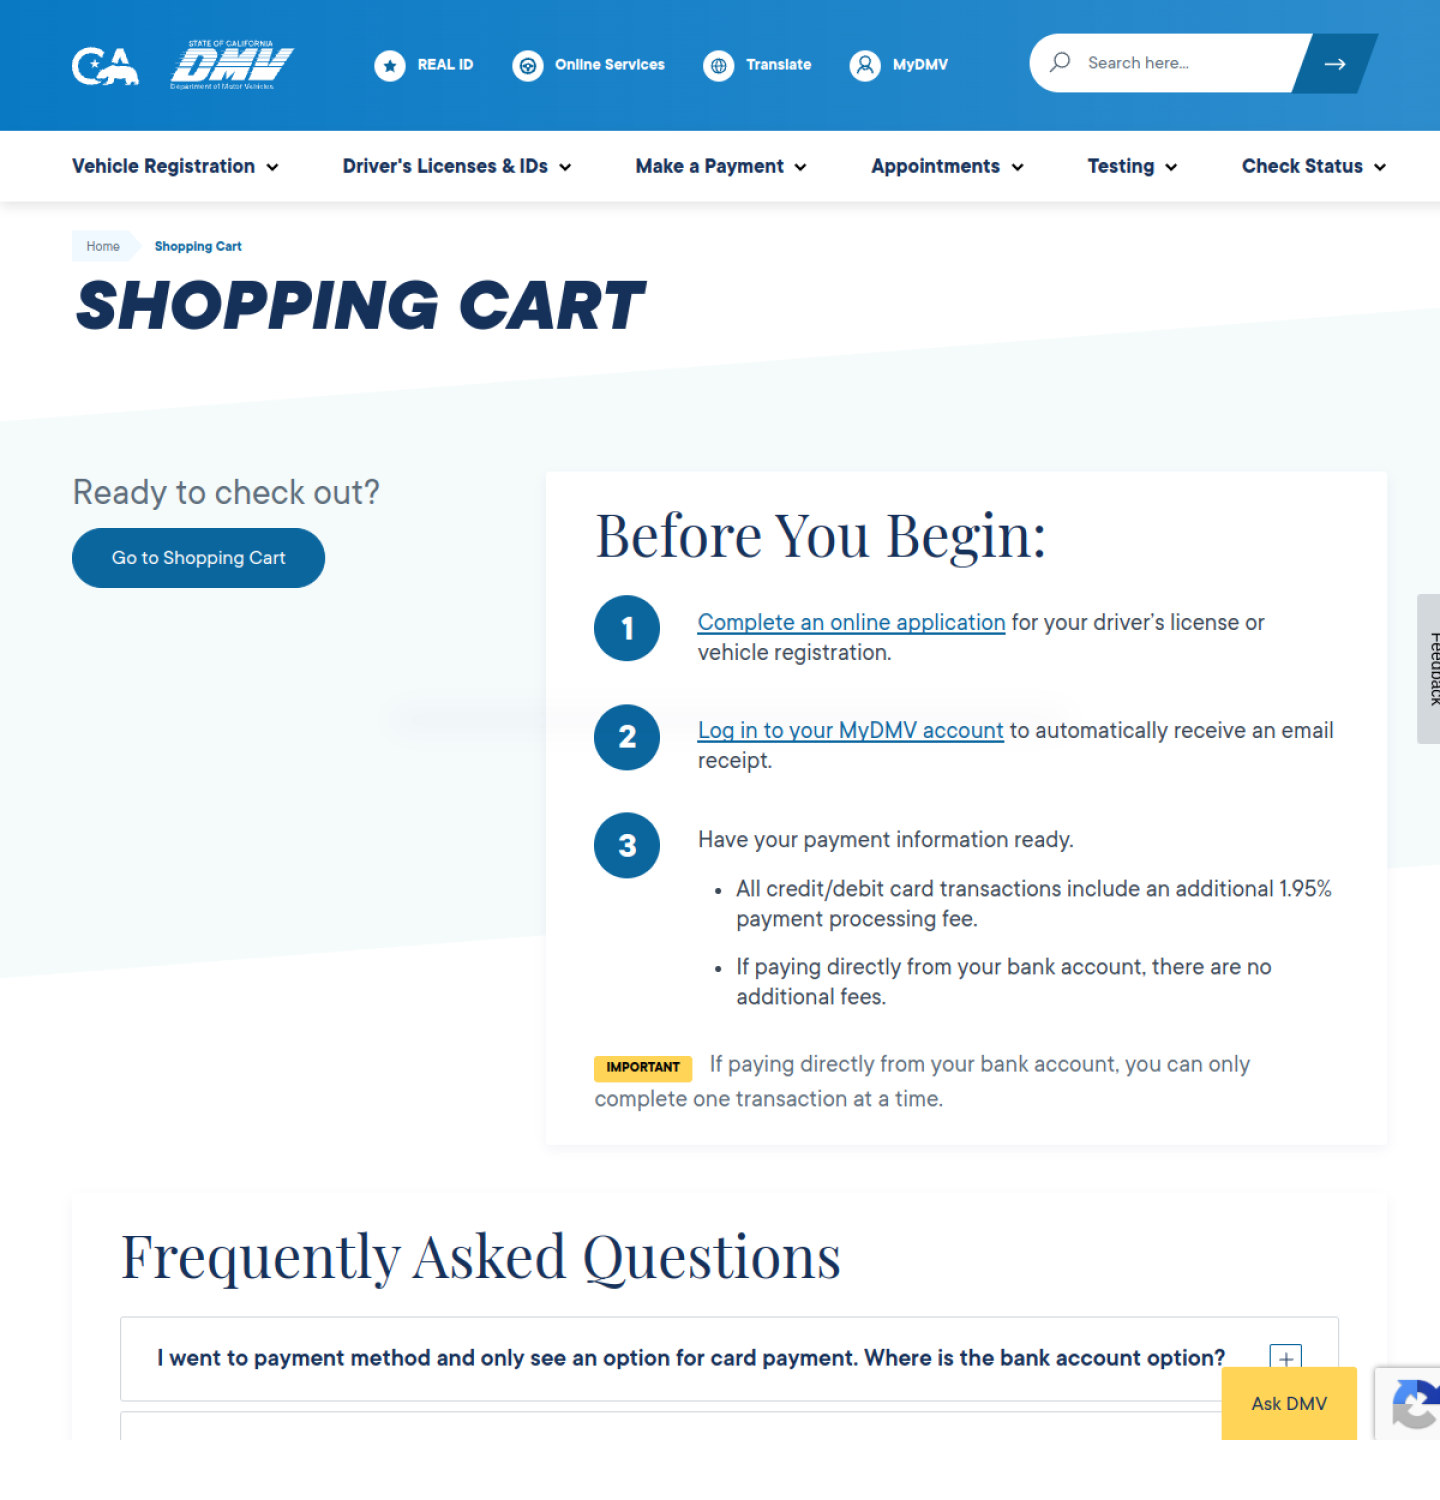 CA
STATE OF CALIFORNIA
DMV
Department of Motor Vehicles
REAL ID
Online Services
Translate
MyDMV
Search here...
Vehicle Registration
Driver's Licenses & IDs
Make a Payment
Appointments
Testing
Check Status
Home
Shopping Cart
SHOPPING CART
Ready to check out?
Go to Shopping Cart
Before You Begin:
1
Complete an online application for your driver’s license or
vehicle registration.
2
Log in to your MyDMV account to automatically receive an email
receipt.
3
Have your payment information ready.
• All credit/debit card transactions include an additional 1.95%
payment processing fee.
• If paying directly from your bank account, there are no
additional fees.
IMPORTANT If paying directly from your bank account, you can only
complete one transaction at a time.
Feedback
Frequently Asked Questions
I went to payment method and only see an option for card payment. Where is the bank account option?
Ask DMV